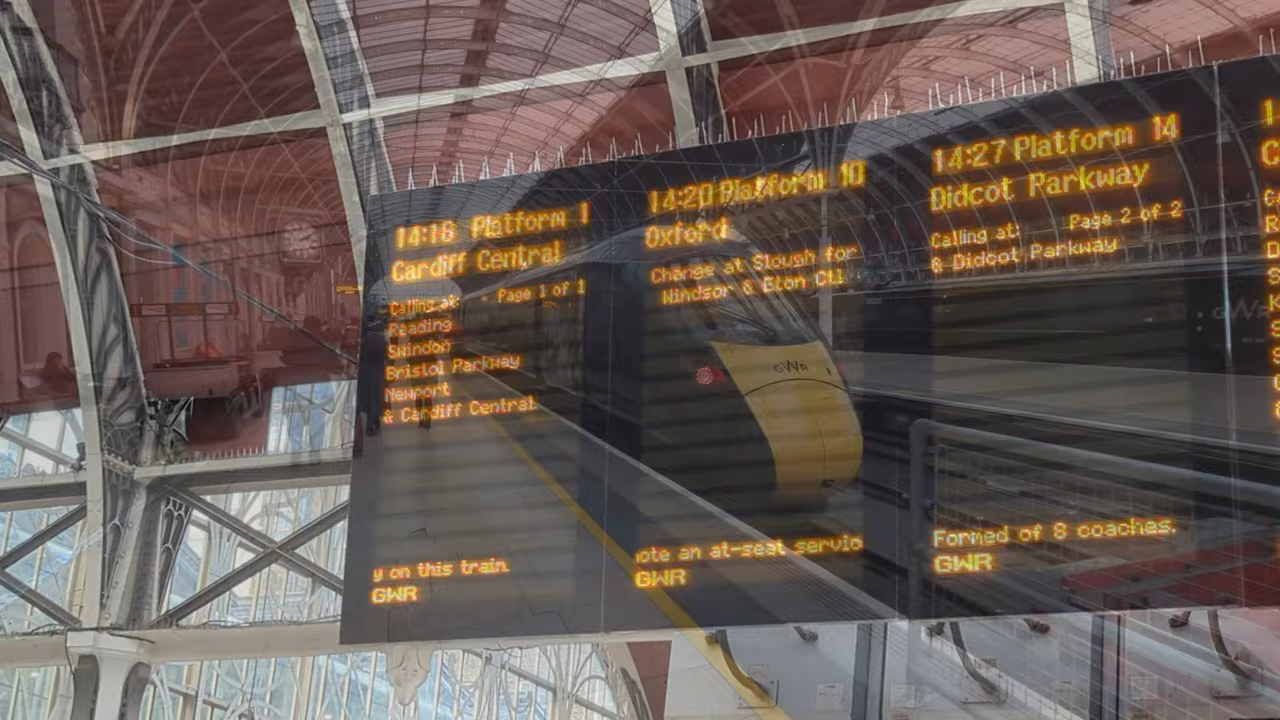 14:16 Platform 1
Cardiff Central
Calling at: Page 1 of 1
Reading
Swindon
Bristol Parkway
Newport
& Cardiff Central.
y on this train.
GWR
14:20 Platform 10
Oxford
Change at Slough for
Windsor & Eton C
ote an at-seat servic
GWR
GWR
14:27 Platform 14
Didcot Parkway
Calling at: Page 2 of 2
& Didcot Parkway
Formed of 8 coaches.
GWR
GWR